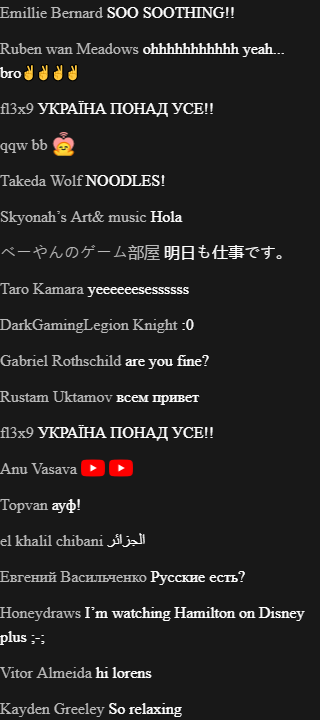 Emillie Bernard SOO SOOTHING!!
Ruben wan Meadows ohhhhhhhhhhh yeah...
bro✌✌✌✌
fl3x9 УКРАЇНА ПОНАД УСЕ!!
qqw bb
Takeda Wolf NOODLES!
Skyonah’s Art& music Hola
べーやんのゲーム部屋 明日も仕事です。
Taro Kamara yeeeeeesessssss
DarkGamingLegion Knight :0
Gabriel Rothschild are you fine?
Rustam Uktamov всем привет
fl3x9 УКРАЇНА ПОНАД УСЕ!!
Anu Vasava
Topvan ауф!
el khalil chibani الجزائر
Евгений Васильченко Русские есть?
Honeydraws I’m watching Hamilton on Disney
plus ;-;
Vitor Almeida hi lorens
Kayden Greeley So relaxing